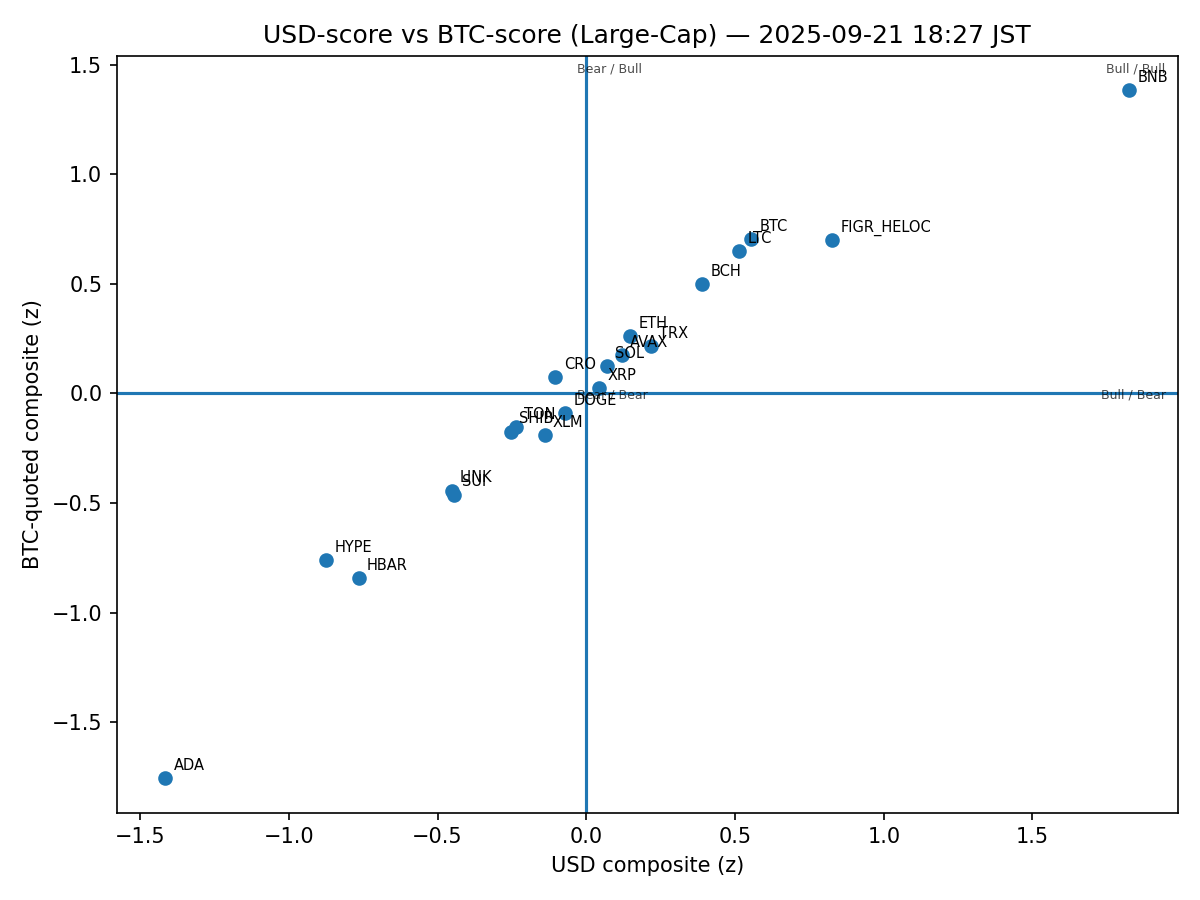 USD-score vs BTC-score (Large-Cap) — 2025-09-21 18:27 JST
1.5
Bear / Bull
Bull / Bull
BNB
1.0
BTC
FIGR_HELOC
LTC
0.5
BCH
ETH
TRX
AVAX
SOL
CRO
XRP
0.0
Bear / Bear
Bull / Bear
DOGE
TON
SHIB
XLM
LINK
SUI
−0.5
HYPE
HBAR
−1.0
−1.5
ADA
BTC-quoted composite (z)
−1.5
−1.0
−0.5
0.0
0.5
1.0
1.5
USD composite (z)